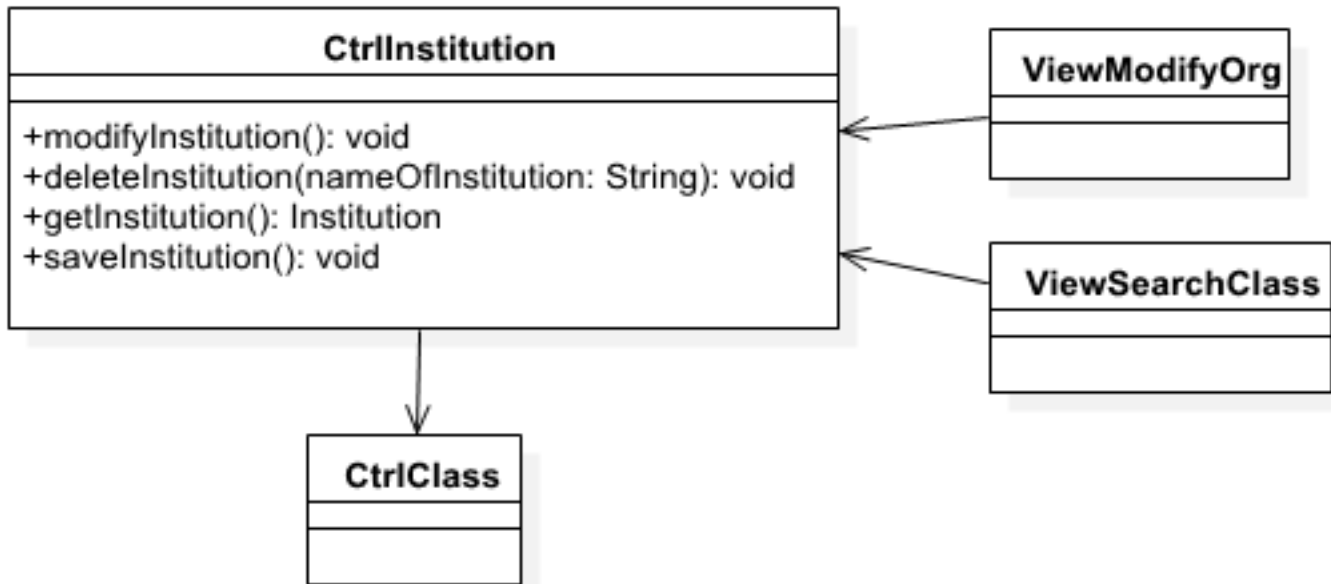 CtrlInstitution
+modifyInstitution(): void
+deleteInstitution(nameOfInstitution: String): void
+getInstitution(): Institution
+saveInstitution(): void
ViewModifyOrg
ViewSearchClass
CtrlClass